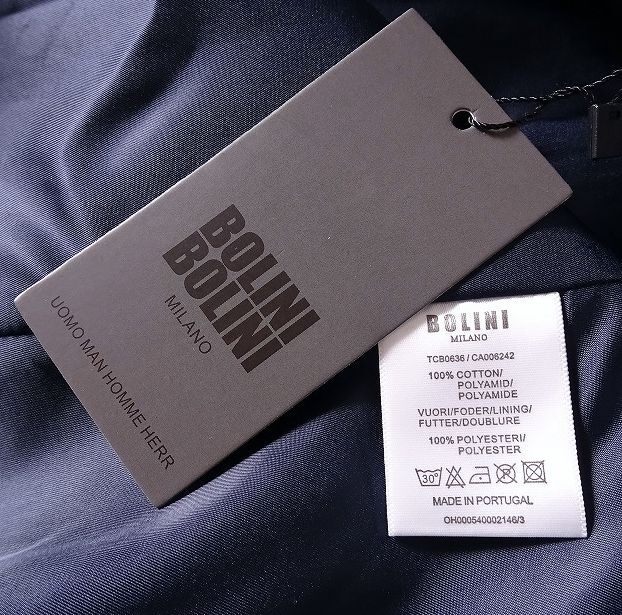 BOLINI
BOLINI
MILANO
UOMO MAN HOMME HERR
BOLINI
MILANO
TCB0636 / CA006242
100% COTTON/
POLYAMID/
POLYAMIDE
VUORI/FODER/LINING/
FUTTER/DOUBLURE
100% POLYESTERI/
POLYESTER
30°
MADE IN PORTUGAL
OH000540002146/3